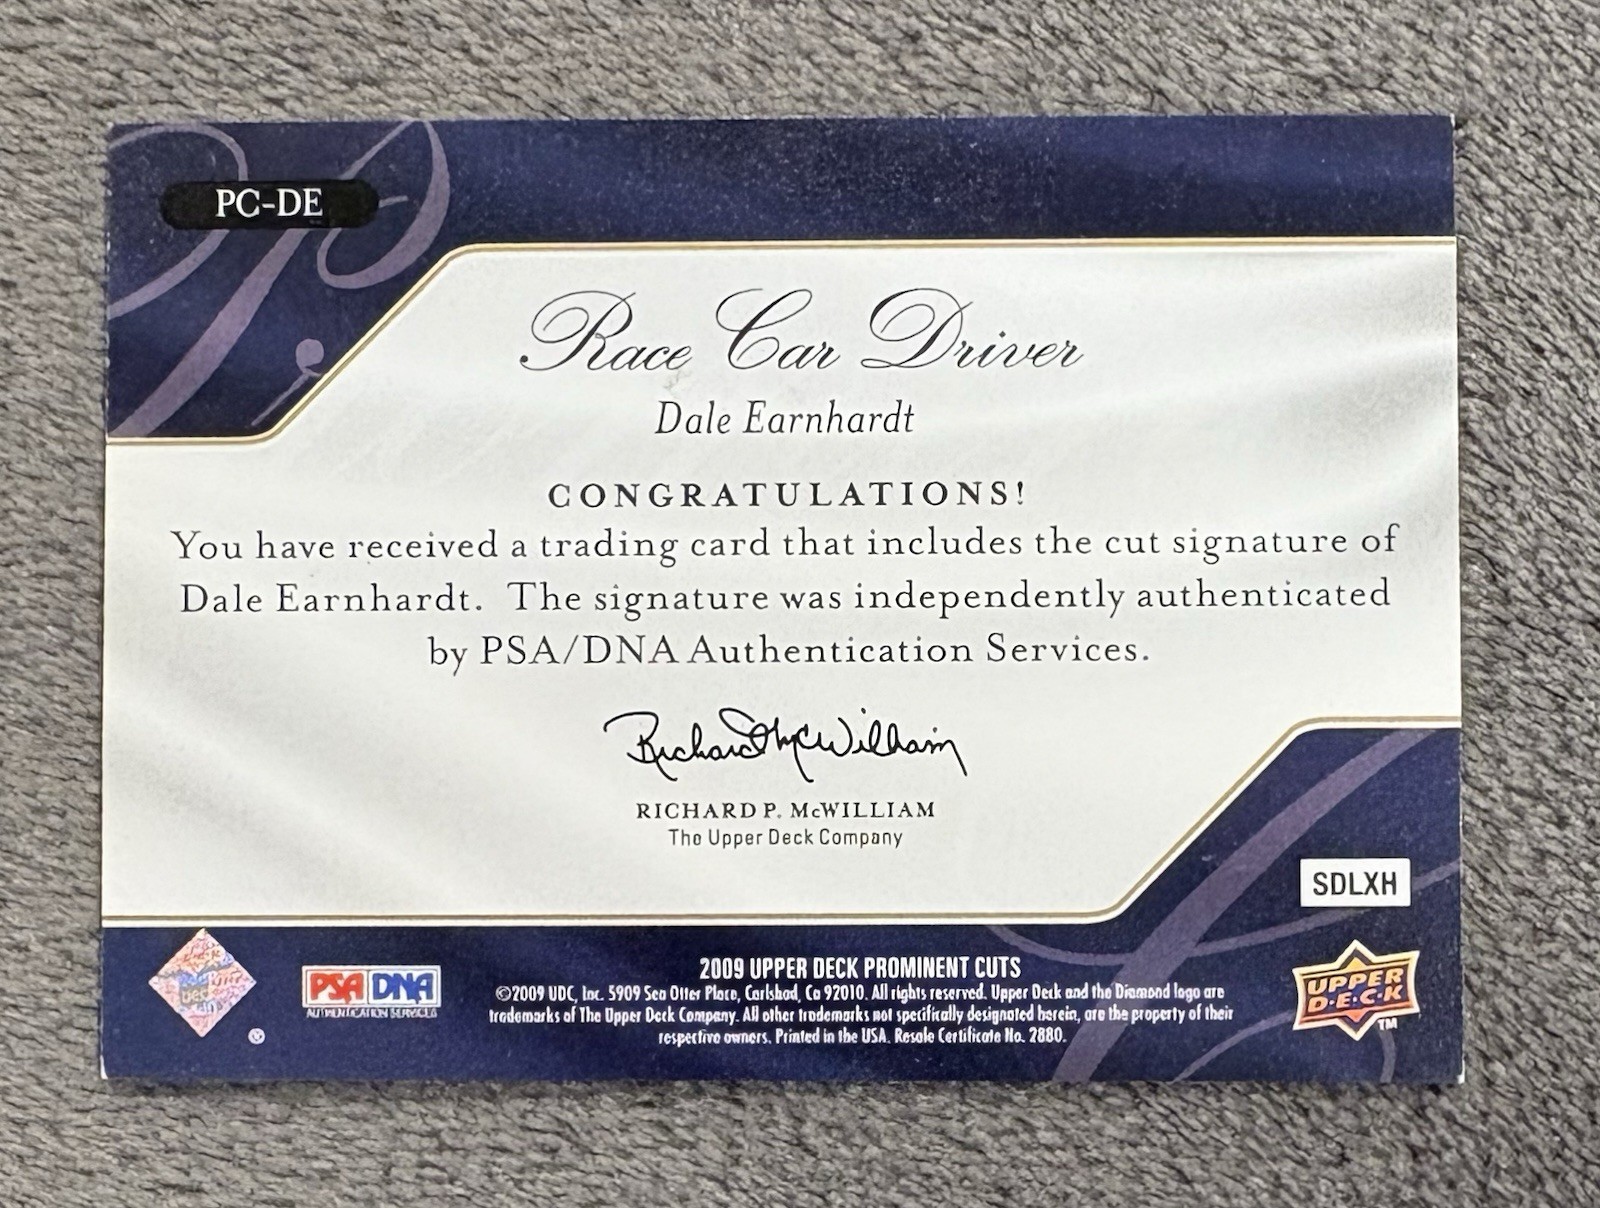 PC-DE
Race Car Driver
Dale Earnhardt
CONGRATULATIONS!
You have received a trading card that includes the cut signature of
Dale Earnhardt. The signature was independently authenticated
by PSA/DNA Authentication Services.
Richard McWilliam
RICHARD P. McWILLIAM
The Upper Deck Company
SDLXH
PSA DNA
AUTHENTICATION SERVICES
2009 UPPER DECK PROMINENT CUTS
©2009 UDC, Inc. 5909 Sea Otter Place, Carlsbad, Ca 92010. All rights reserved. Upper Deck and the Diamond logo are
trademarks of The Upper Deck Company. All other trademarks not specifically designated herein, are the property of their
respective owners. Printed in the USA. Resale Certificate No. 2880.
UPPER
D·E·C·K
TM
®